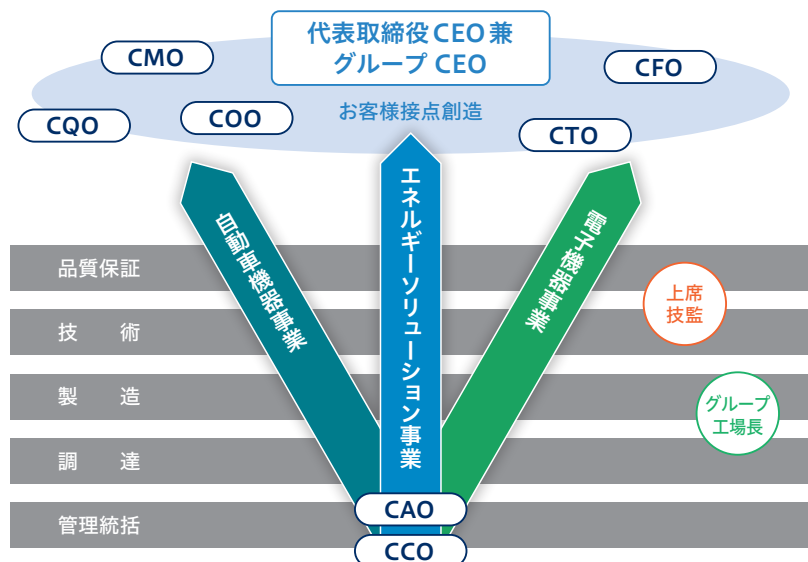 代表取締役 CEO 兼
グループ CEO
CMO
CFO
CQO
COO
お客様接点創造
CTO
自動車機器事業
エネルギーソリューション事業
電子機器事業
品質保証
上席
技監
技 術
製 造
グループ
工場長
調 達
CAO
管理統括
CCO